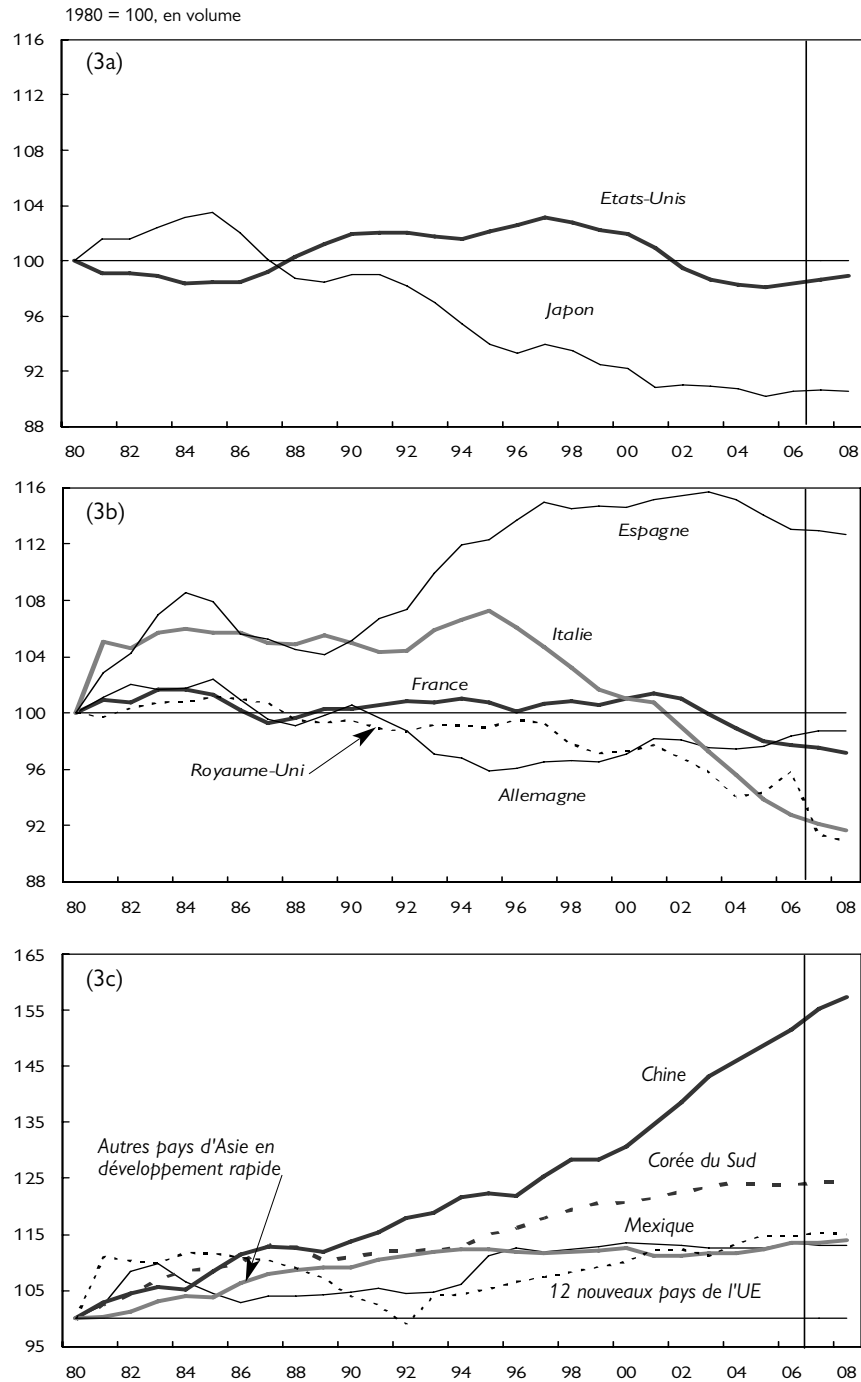 1980 = 100, en volume
116
(3a)
112
108
104
Etats-Unis
100
96
Japon
92
88
80 82 84 86 88 90 92 94 96 98 00 02 04 06 08
116
(3b)
112
Espagne
108
Italie
104
France
100
96
Royaume-Uni
Allemagne
92
88
80 82 84 86 88 90 92 94 96 98 00 02 04 06 08
165
(3c)
155
145
Chine
135
Autres pays d'Asie en
développement rapide
Corée du Sud
125
Mexique
115
12 nouveaux pays de l'UE
105
95
80 82 84 86 88 90 92 94 96 98 00 02 04 06 08